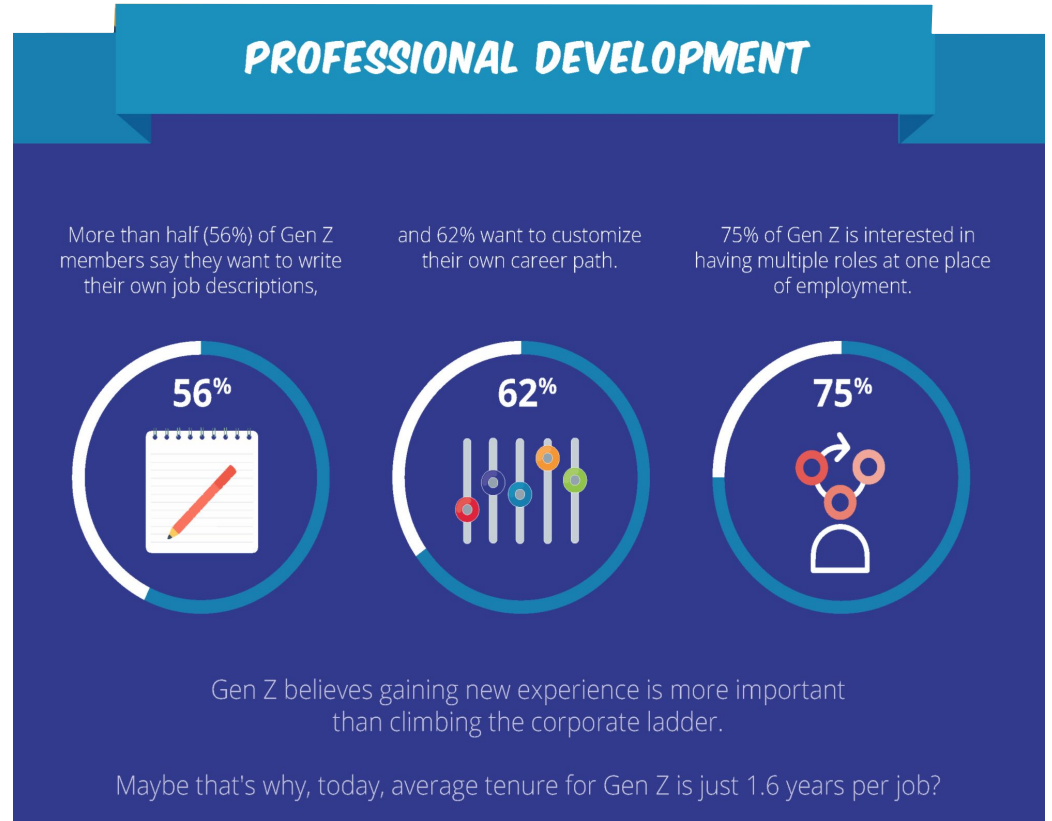 PROFESSIONAL DEVELOPMENT
More than half (56%) of Gen Z
members say they want to write
their own job descriptions,
and 62% want to customize
their own career path.
75% of Gen Z is interested in
having multiple roles at one place
of employment.
56%
62%
75%
Gen Z believes gaining new experience is more important
than climbing the corporate ladder.
Maybe that's why, today, average tenure for Gen Z is just 1.6 years per job?